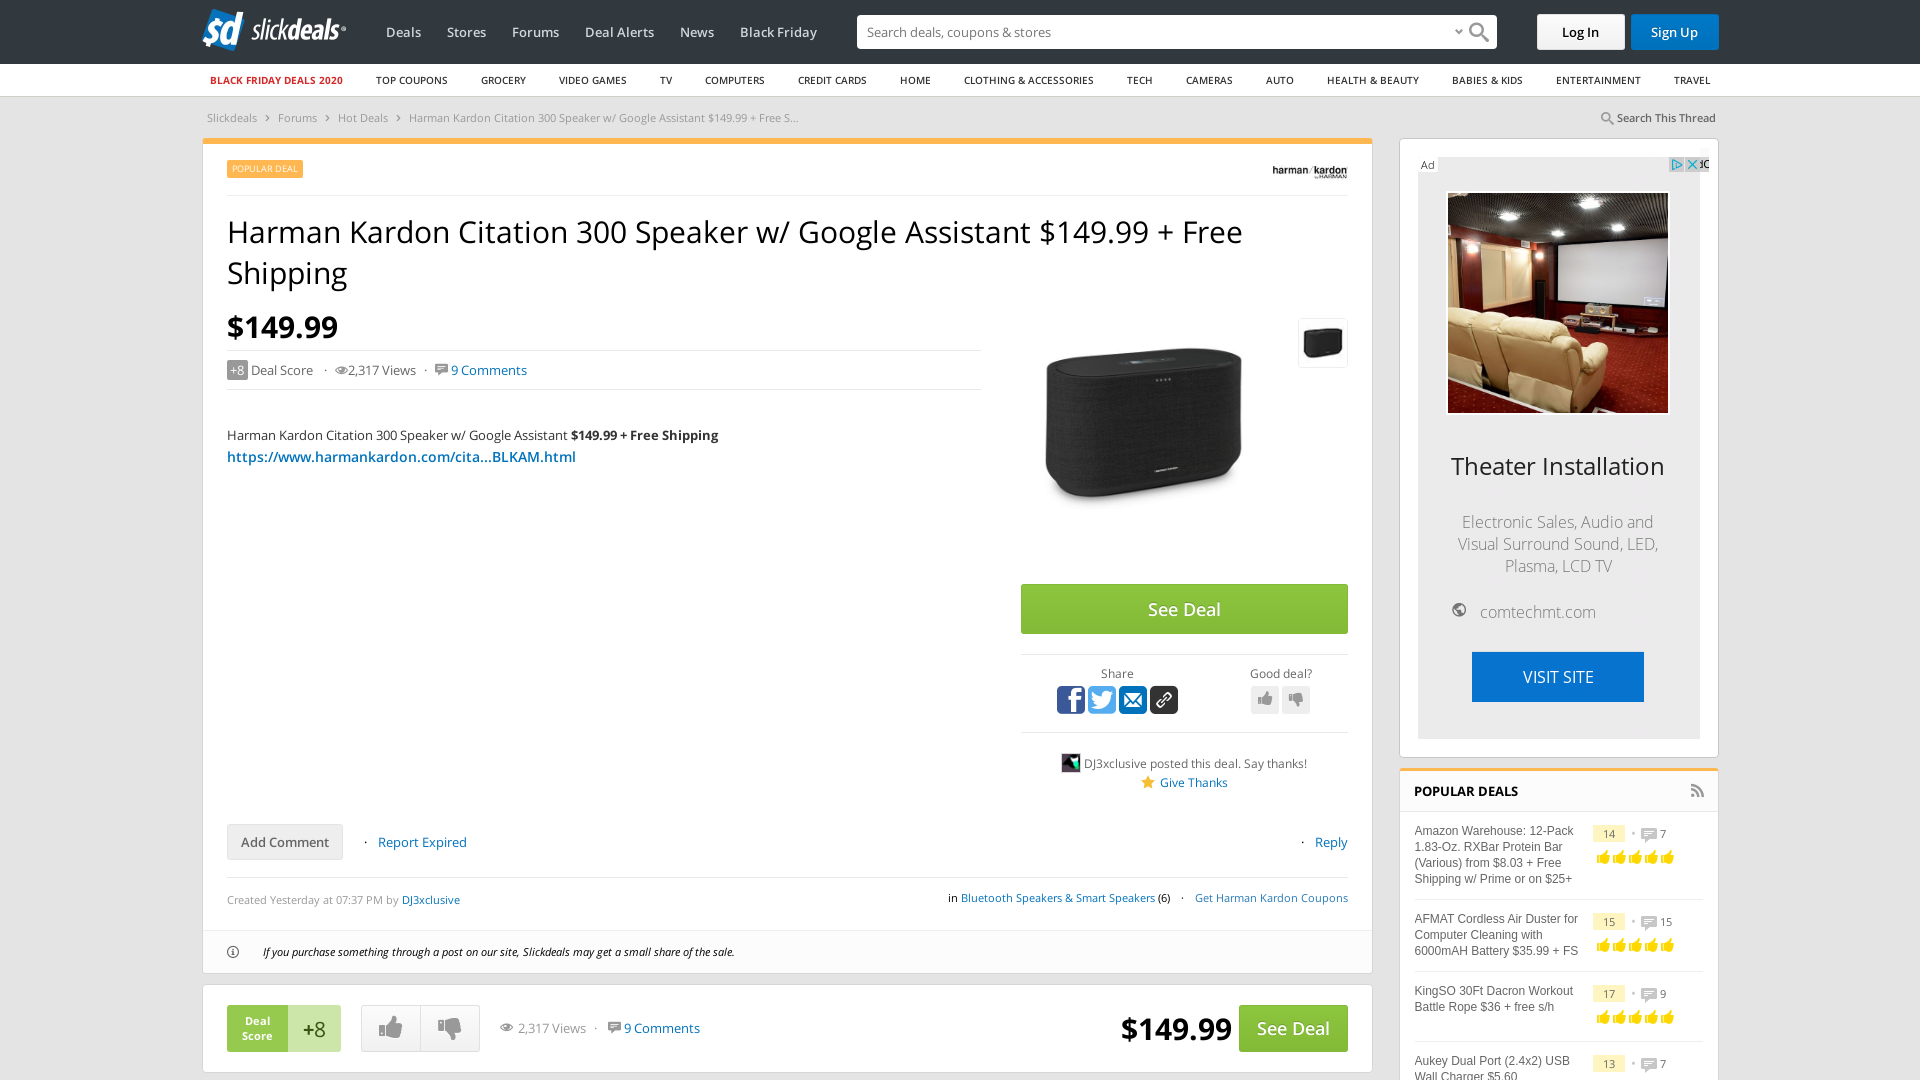 slickdeals
Deals
Stores
Forums
Deal Alerts
News
Black Friday
Search deals, coupons & stores
Log In
Sign Up
BLACK FRIDAY DEALS 2020
TOP COUPONS
GROCERY
VIDEO GAMES
TV
COMPUTERS
CREDIT CARDS
HOME
CLOTHING & ACCESSORIES
TECH
CAMERAS
AUTO
HEALTH & BEAUTY
BABIES & KIDS
ENTERTAINMENT
TRAVEL
Slickdeals › Forums › Hot Deals › Harman Kardon Citation 300 Speaker w/ Google Assistant $149.99 + Free S...
Search This Thread
POPULAR DEAL
harman/kardon
by HARMAN
Harman Kardon Citation 300 Speaker w/ Google Assistant $149.99 + Free
Shipping
$149.99
+8 Deal Score · 2,317 Views · 9 Comments
Harman Kardon Citation 300 Speaker w/ Google Assistant $149.99 + Free Shipping
https://www.harmankardon.com/cita...BLKAM.html
See Deal
Share
Good deal?
DJ3xclusive posted this deal. Say thanks!
Give Thanks
Add Comment · Report Expired
· Reply
Created Yesterday at 07:37 PM by DJ3xclusive
in Bluetooth Speakers & Smart Speakers (6) · Get Harman Kardon Coupons
If you purchase something through a post on our site, Slickdeals may get a small share of the sale.
Deal
Score
+8
2,317 Views · 9 Comments
$149.99
See Deal
Ad
Theater Installation
Electronic Sales, Audio and
Visual Surround Sound, LED,
Plasma, LCD TV
comtechmt.com
VISIT SITE
POPULAR DEALS
Amazon Warehouse: 12-Pack
1.83-Oz. RXBar Protein Bar
(Various) from $8.03 + Free
Shipping w/ Prime or on $25+
14 • 7
AFMAT Cordless Air Duster for
Computer Cleaning with
6000mAH Battery $35.99 + FS
15 • 15
KingSO 30Ft Dacron Workout
Battle Rope $36 + free s/h
17 • 9
Aukey Dual Port (2.4x2) USB
Wall Charger $5.60
13 • 7